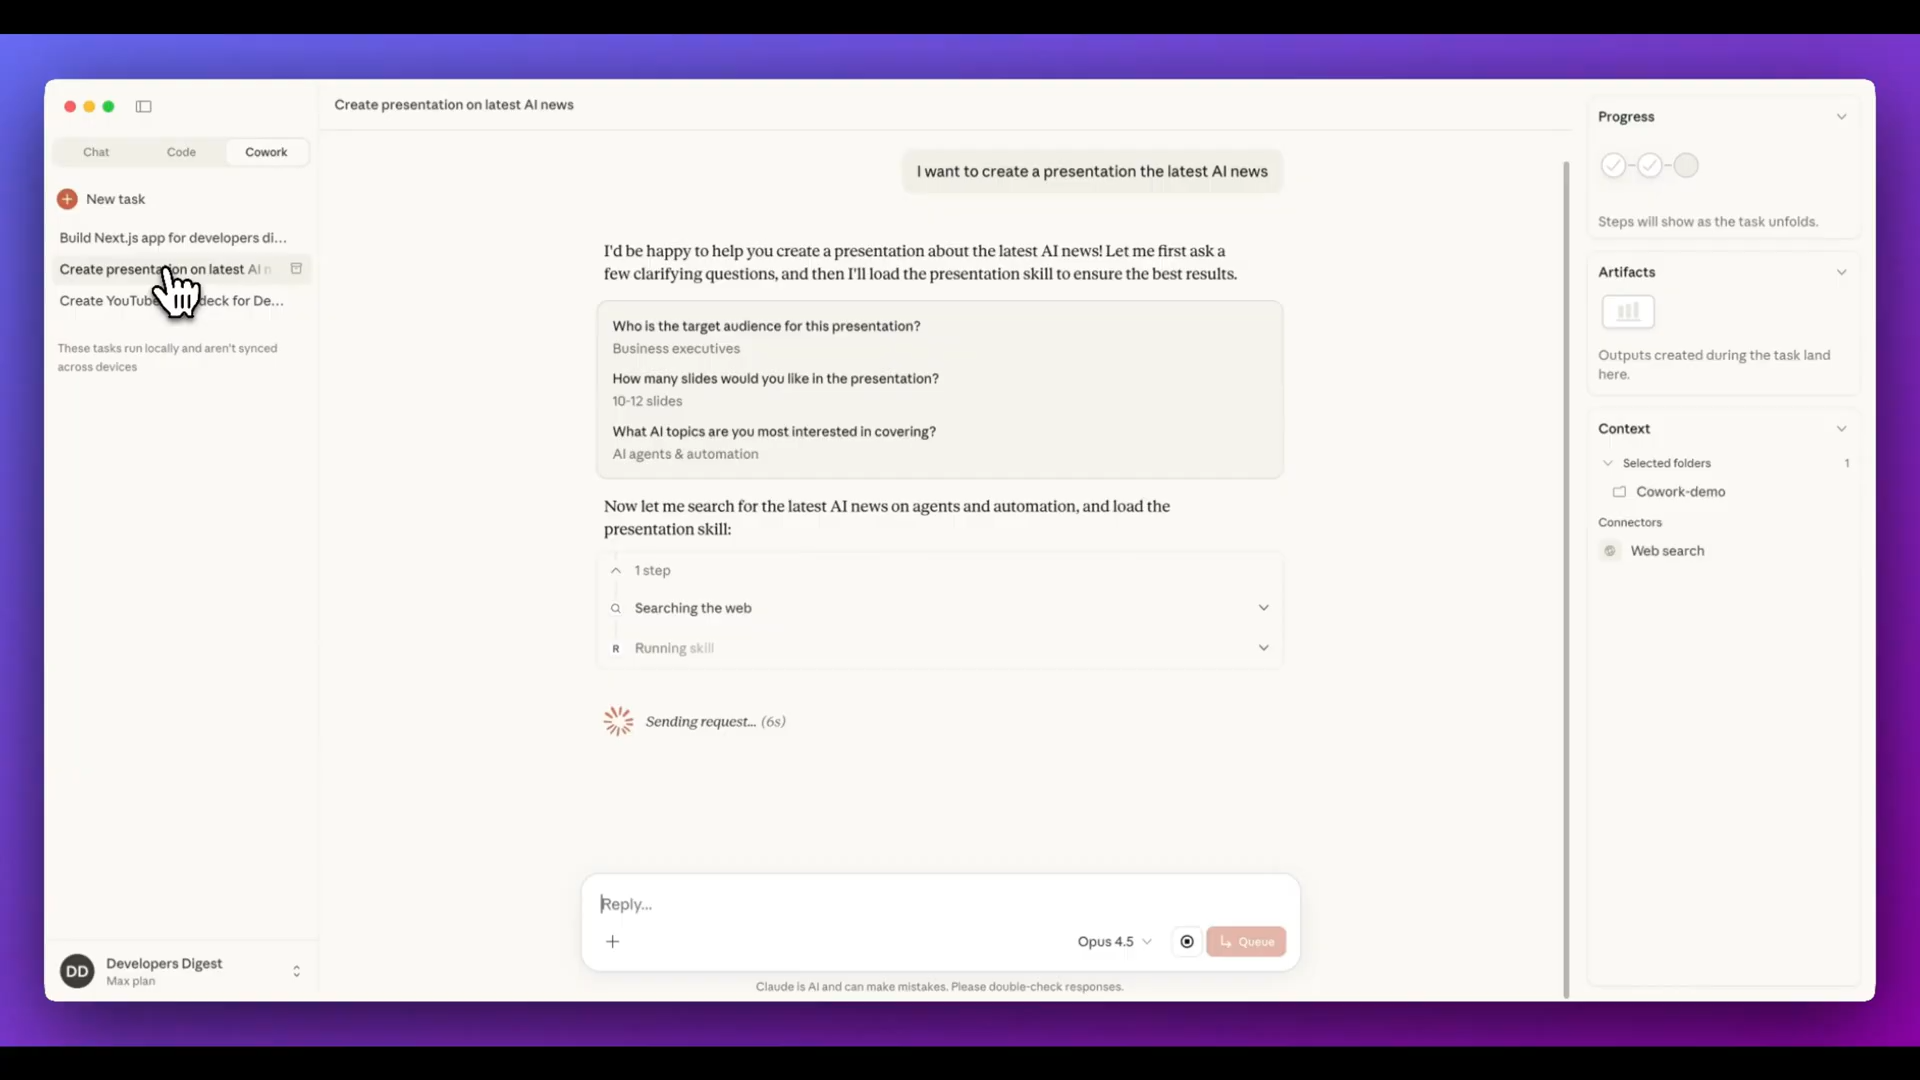 Create presentation on latest AI news
Chat
Code
Cowork
New task
Build Next.js app for developers di...
Create presentation on latest AI n
Create YouTube deck for De...
These tasks run locally and aren't synced
across devices
Developers Digest
Max plan
DD
I want to create a presentation the latest AI news
I'd be happy to help you create a presentation about the latest AI news! Let me first ask a
few clarifying questions, and then I'll load the presentation skill to ensure the best results.
Who is the target audience for this presentation?
Business executives
How many slides would you like in the presentation?
10-12 slides
What AI topics are you most interested in covering?
AI agents & automation
Now let me search for the latest AI news on agents and automation, and load the
presentation skill:
1 step
Searching the web
R Running skill
Sending request... (6s)
Reply...
Opus 4.5
Queue
Claude is AI and can make mistakes. Please double-check responses.
Progress
Steps will show as the task unfolds.
Artifacts
Outputs created during the task land
here.
Context
Selected folders 1
Cowork-demo
Connectors
Web search